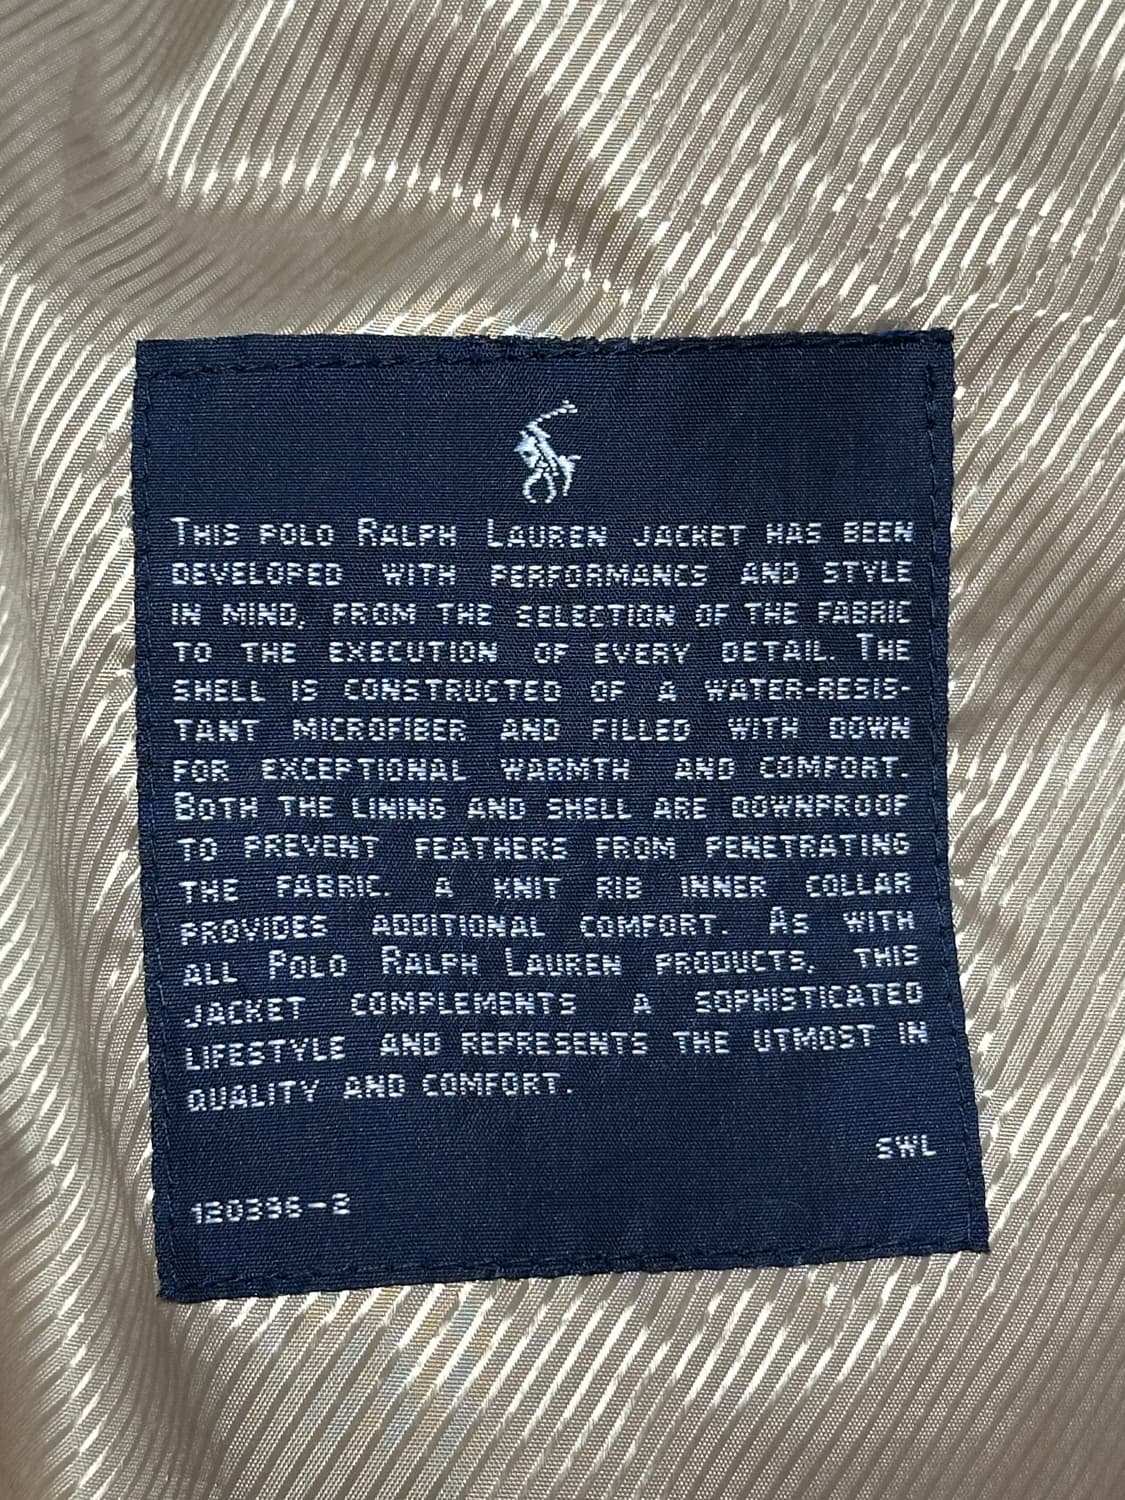 THIS POLO RALPH LAUREN JACKET HAS BEEN
DEVELOPED WITH PERFORMANCE AND STYLE
IN MIND, FROM THE SELECTION OF THE FABRIC
TO THE EXECUTION OF EVERY DETAIL. THE
SHELL IS CONSTRUCTED OF A WATER-RESIS-
TANT MICROFIBER AND FILLED WITH DOWN
FOR EXCEPTIONAL WARMTH AND COMFORT.
BOTH THE LINING AND SHELL ARE DOWNPROOF
TO PREVENT FEATHERS FROM PENETRATING
THE FABRIC. A KNIT RIB INNER COLLAR
PROVIDES ADDITIONAL COMFORT. AS WITH
ALL POLO RALPH LAUREN PRODUCTS, THIS
JACKET COMPLEMENTS A SOPHISTICATED
LIFESTYLE AND REPRESENTS THE UTMOST IN
QUALITY AND COMFORT.
SWL
120396-2